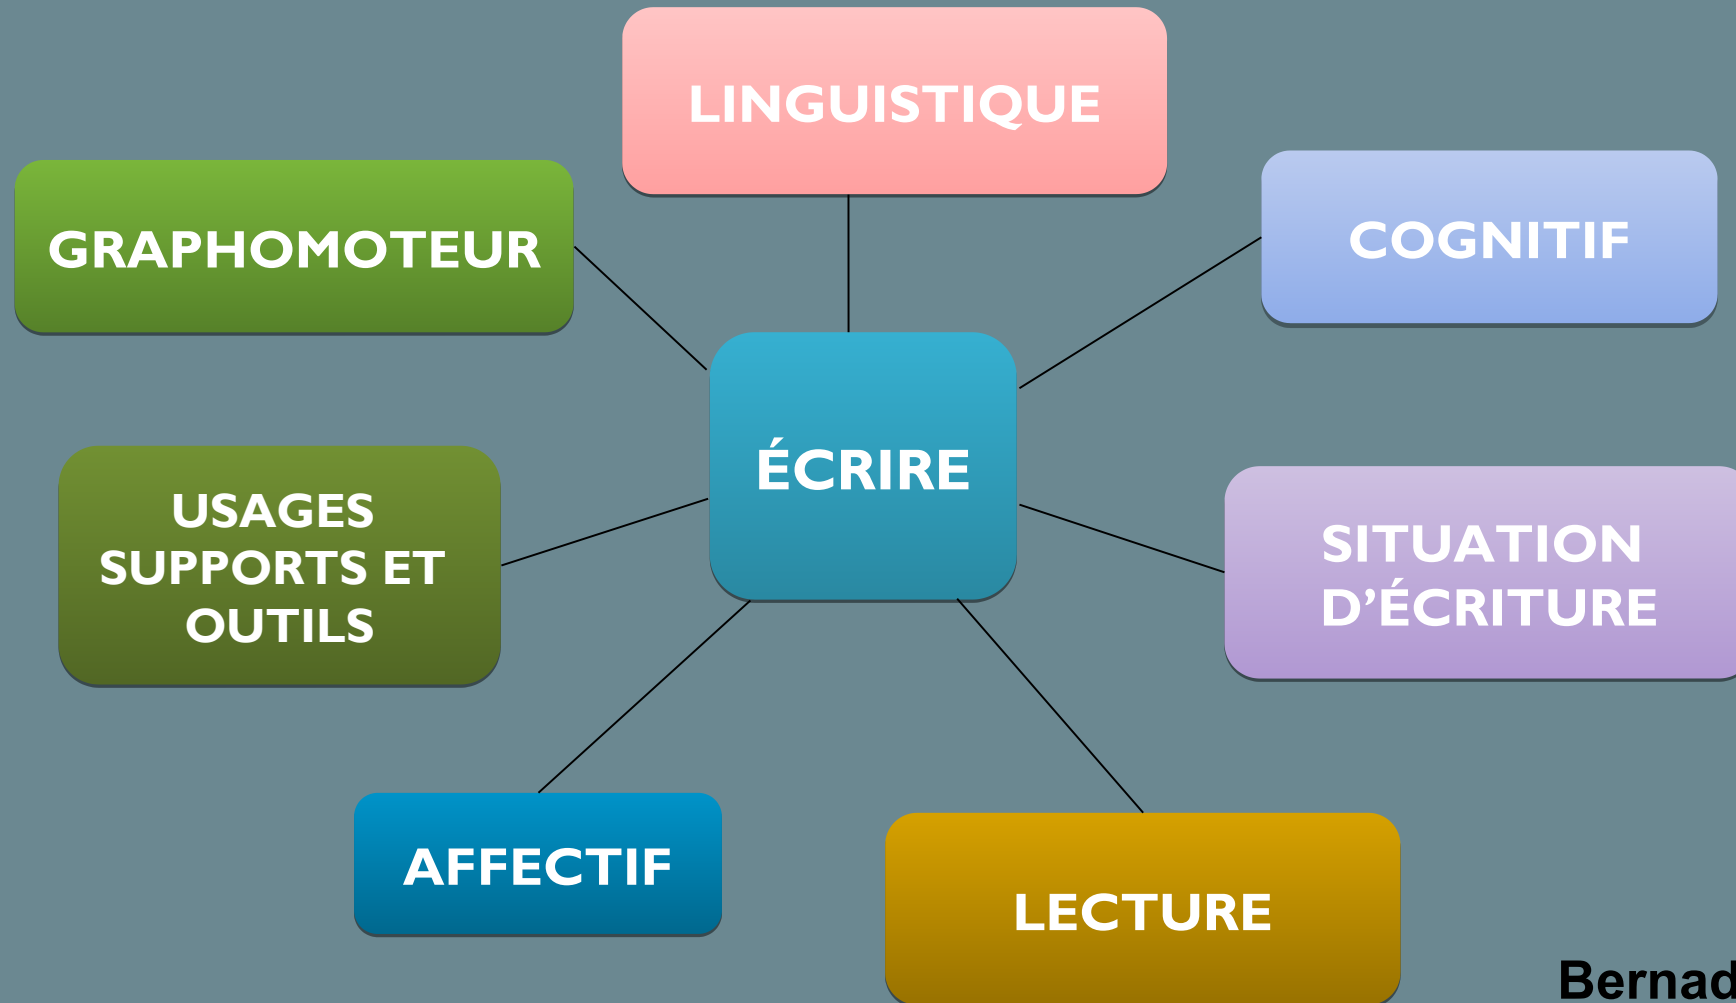 LINGUISTIQUE
GRAPHOMOTEUR
COGNITIF
ÉCRIRE
USAGES
SUPPORTS ET
OUTILS
SITUATION
D’ÉCRITURE
AFFECTIF
LECTURE